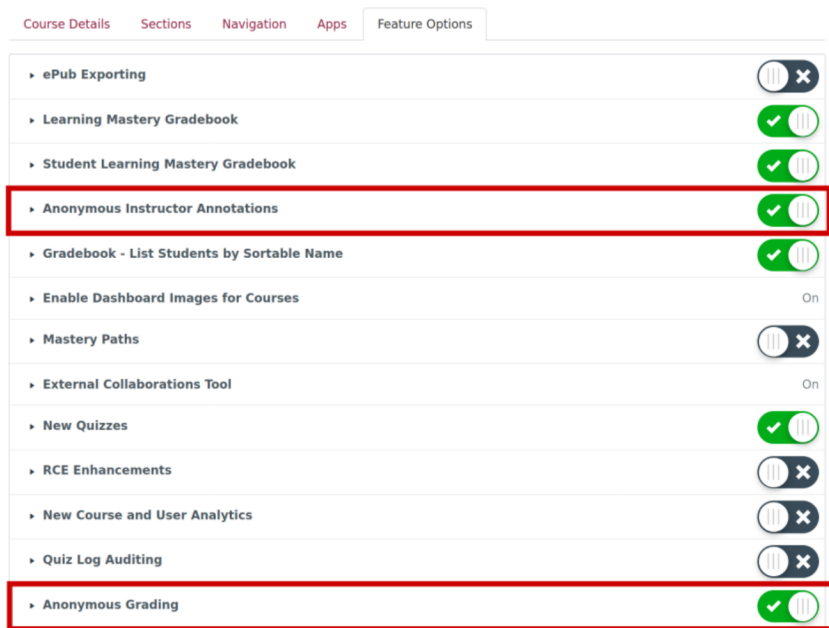 Course Details Sections Navigation Apps Feature Options
ePub Exporting
Learning Mastery Gradebook
Student Learning Mastery Gradebook
Anonymous Instructor Annotations
Gradebook - List Students by Sortable Name
Enable Dashboard Images for Courses On
Mastery Paths
External Collaborations Tool On
New Quizzes
RCE Enhancements
New Course and User Analytics
Quiz Log Auditing
Anonymous Grading